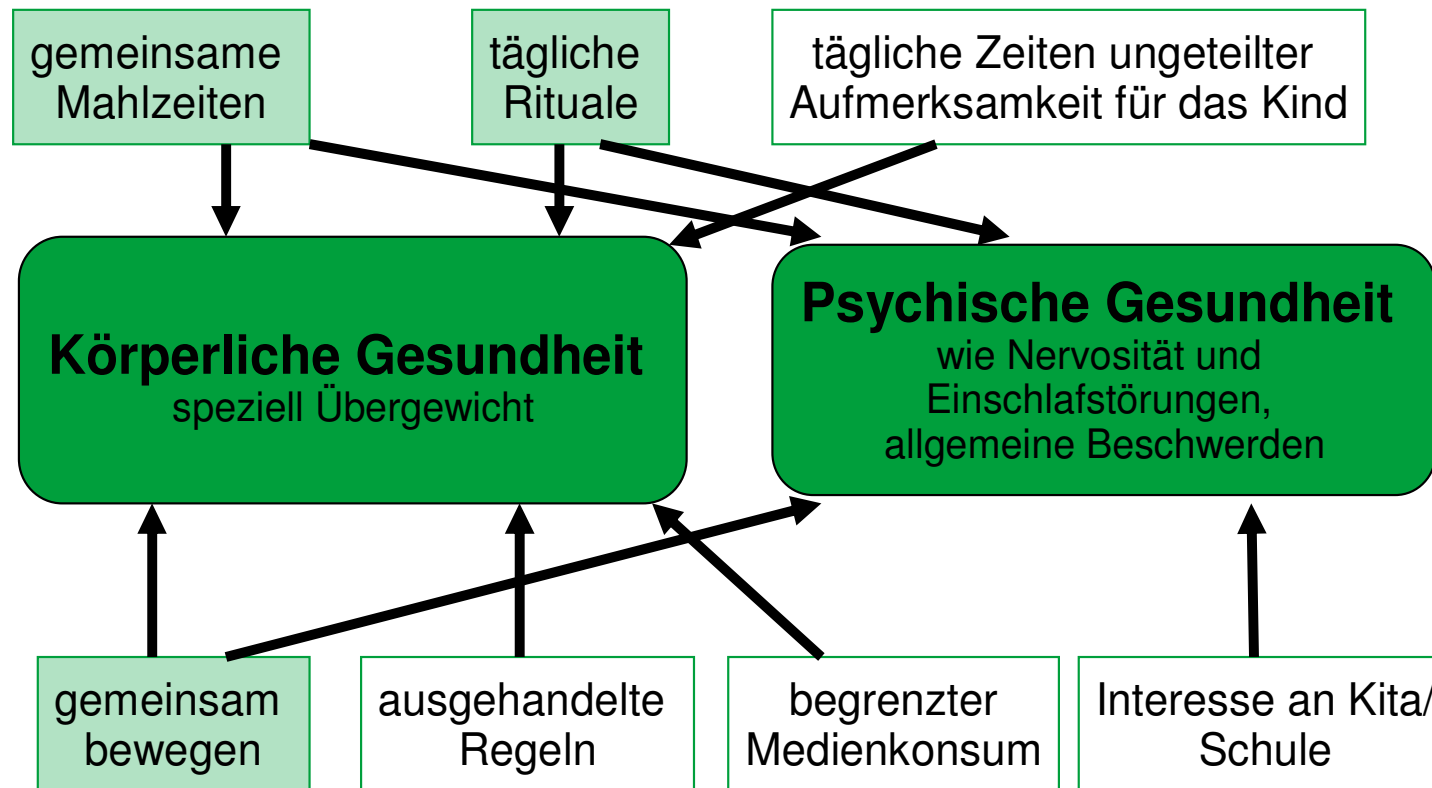 gemeinsame
Mahlzeiten
tägliche
Rituale
tägliche Zeiten ungeteilter
Aufmerksamkeit für das Kind
Körperliche Gesundheit
speziell Übergewicht
Psychische Gesundheit
wie Nervosität und
Einschlafstörungen,
allgemeine Beschwerden
gemeinsam
bewegen
ausgehandelte
Regeln
begrenzter
Medienkonsum
Interesse an Kita/
Schule